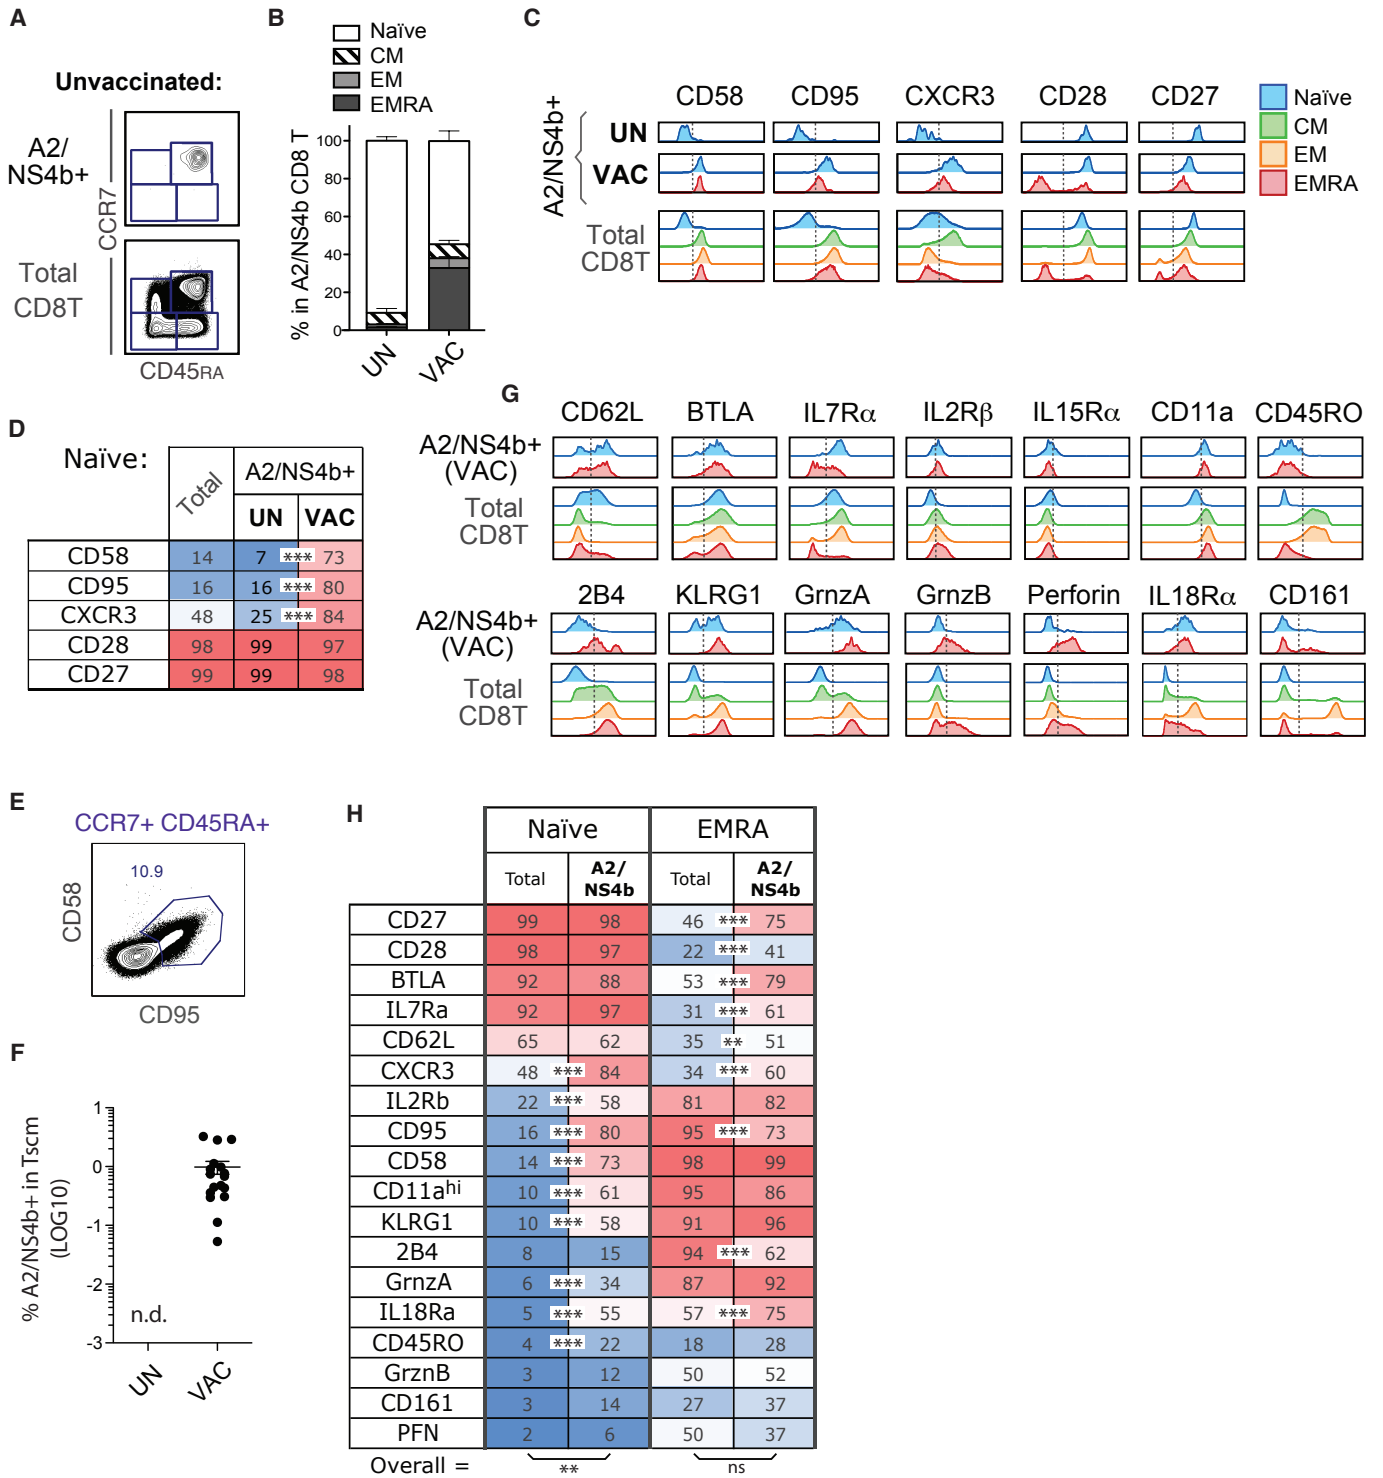 A
Unvaccinated:
A2/
NS4b+
Total
CD8T
CCR7
CD45RA
B
Naïve
CM
EM
EMRA
% in A2/NS4b CD8 T
100
80
60
40
20
0
UN
VAC
C
CD58 CD95 CXCR3 CD28 CD27
A2/NS4b+
UN
VAC
Total
CD8T
Naïve
CM
EM
EMRA
D
Naïve: Total A2/NS4b+
UN VAC
CD58 14 7 *** 73
CD95 16 16 *** 80
CXCR3 48 25 *** 84
CD28 98 99 97
CD27 99 99 98
E
CCR7+ CD45RA+
10.9
CD58
CD95
F
% A2/NS4b+ in Tscm
(LOG10)
1
0
-1
-2
-3
n.d.
UN
VAC
G
CD62L BTLA IL7Rα IL2Rβ IL15Rα CD11a CD45RO
A2/NS4b+
(VAC)
Total
CD8T
2B4 KLRG1 GrnzA GrnzB Perforin IL18Rα CD161
A2/NS4b+
(VAC)
Total
CD8T
H
Naïve EMRA
Total A2/ Total A2/
NS4b NS4b
CD27 99 98 46 *** 75
CD28 98 97 22 *** 41
BTLA 92 88 53 *** 79
IL7Ra 92 97 31 *** 61
CD62L 65 62 35 ** 51
CXCR3 48 *** 84 34 *** 60
IL2Rb 22 *** 58 81 82
CD95 16 *** 80 95 *** 73
CD58 14 *** 73 98 99
CD11ahi 10 *** 61 95 86
KLRG1 10 *** 58 91 96
2B4 8 15 94 *** 62
GrnzA 6 *** 34 87 92
IL18Ra 5 *** 55 57 *** 75
CD45RO 4 *** 22 18 28
GrznB 3 12 50 52
CD161 3 14 27 37
PFN 2 6 50 37
Overall = ** ns